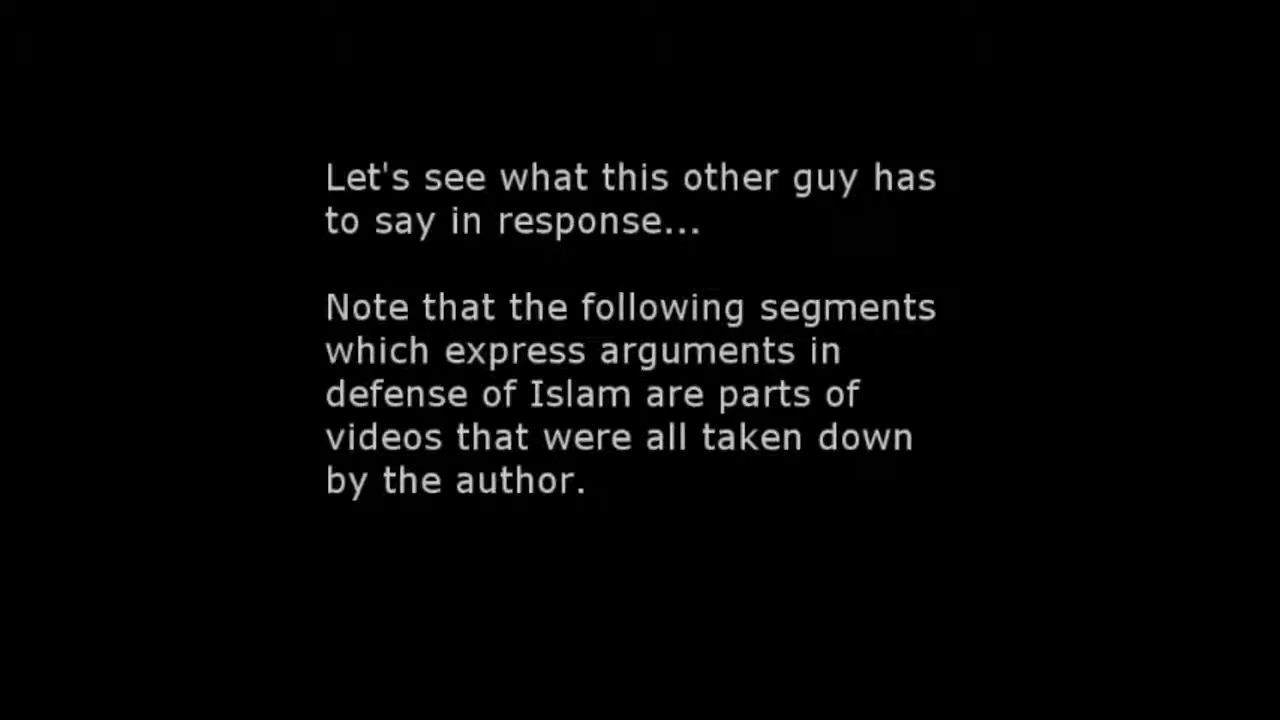 Let's see what this other guy has
to say in response...
Note that the following segments
which express arguments in
defense of Islam are parts of
videos that were all taken down
by the author.